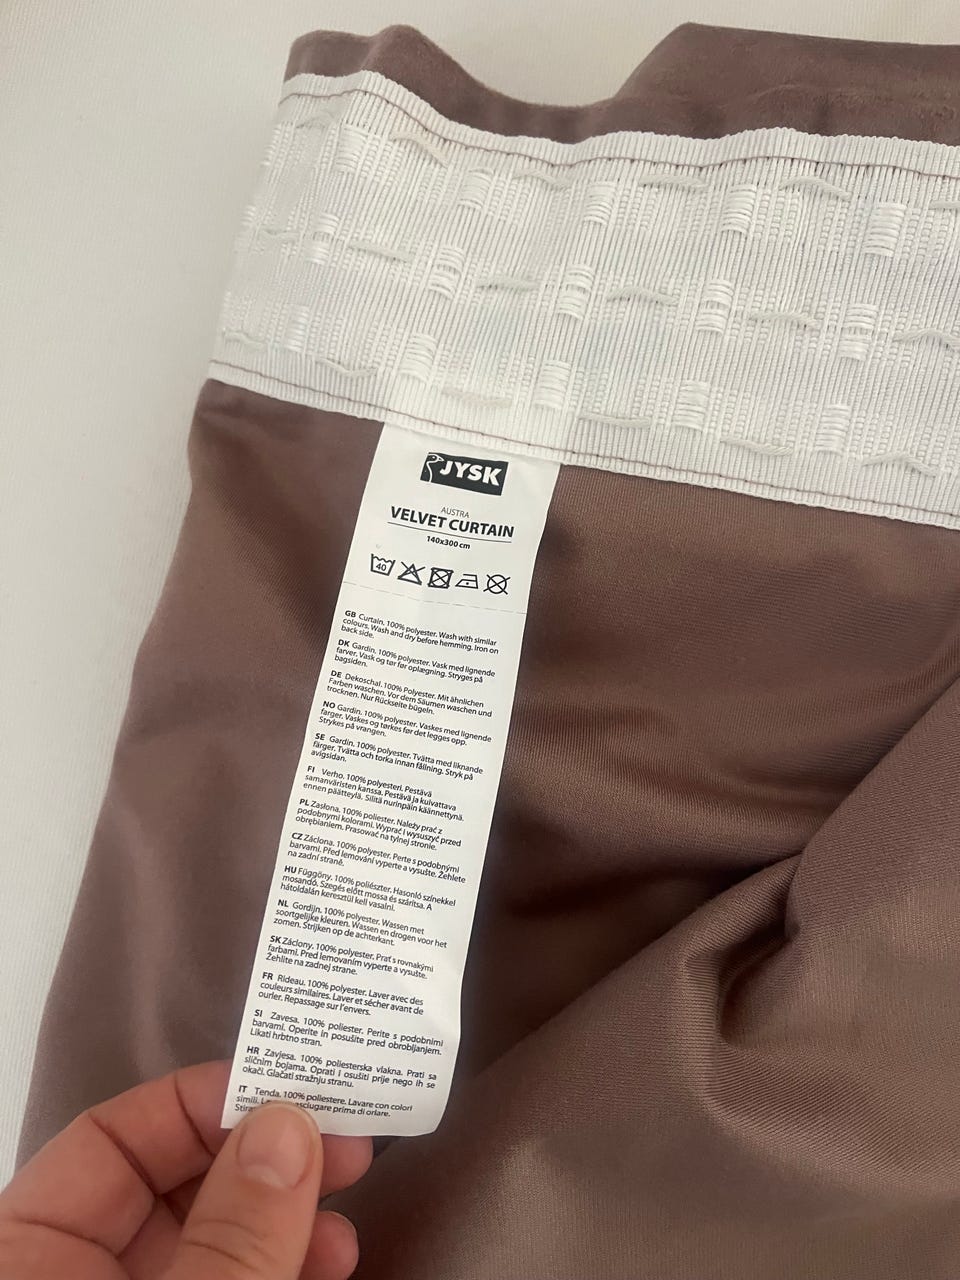 JYSK
AUSTRA
VELVET CURTAIN
140x300 cm
40
GB Curtain. 100% polyester. Wash with similar
colours. Wash and dry before hemming. Iron on
back side.
DK Gardin. 100% polyester. Vask med lignende
farver. Vask og tør før oplægning. Stryges på
bagsiden.
DE Dekoschal. 100% Polyester. Mit ähnlichen
Farben waschen. Vor dem Säumen waschen und
trocknen. Nur Rückseite bügeln.
NO Gardin. 100% polyester. Vaskes med lignende
farger. Vaskes og tørkes før det legges opp.
Strykes på vrangen.
SE Gardin. 100% polyester. Tvätta med liknande
färger. Tvätta och torka innan fållning. Stryk på
avigsidan.
FI Verho. 100% polyesteri. Pestävä
samanväristen kanssa. Pestävä ja kuivattava
ennen päätteylä. Silitä nurinpäin käännettynä.
PL Zasłona. 100% poliester. Należy prać z
podobnymi kolorami. Wyprać i wysuszyć przed
obrębianiem. Prasować na tylnej stronie.
CZ Záclona. 100% polyester. Perte s podobnými
barvami. Před lemování vyperte a vysušte. Žehlete
na zadní straně.
HU Függöny. 100% poliészter. Hasonló színekkel
mosandó. Szegés előtt mossa és szárítsa. A
hátoldalán keresztül kell vasalni.
NL Gordijn. 100% polyester. Wassen met
soortgelijke kleuren. Wassen en drogen voor het
zomen. Strijken op de achterkant.
SK Záclony. 100% polyester. Prať s rovnakými
farbami. Pred lemovaním vyperte a vysušte.
Žehlite na zadnej strane.
FR Rideau. 100% polyester. Laver avec des
couleurs similaires. Laver et sécher avant de
ourler. Repassage sur l'envers.
SI Zavesa. 100% poliester. Perite s podobnimi
barvami. Operite in posušite pred obrobljanjem.
Likati hrbtno stran.
HR Zavjesa. 100% poliesterska vlakna. Prati sa
sličnim bojama. Oprati i osušiti prije nego ih se
okači. Glačati stražnju stranu.
IT Tenda. 100% poliestere. Lavare con colori
simili. asciugare prima di orlare.